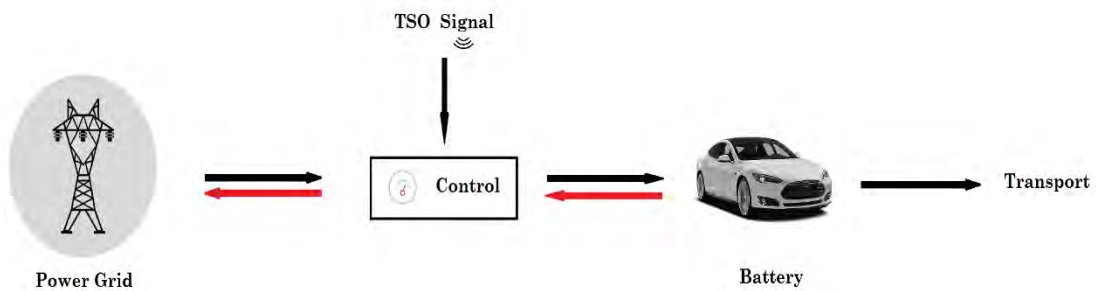 TSO Signal
Control
Transport
Power Grid
Battery